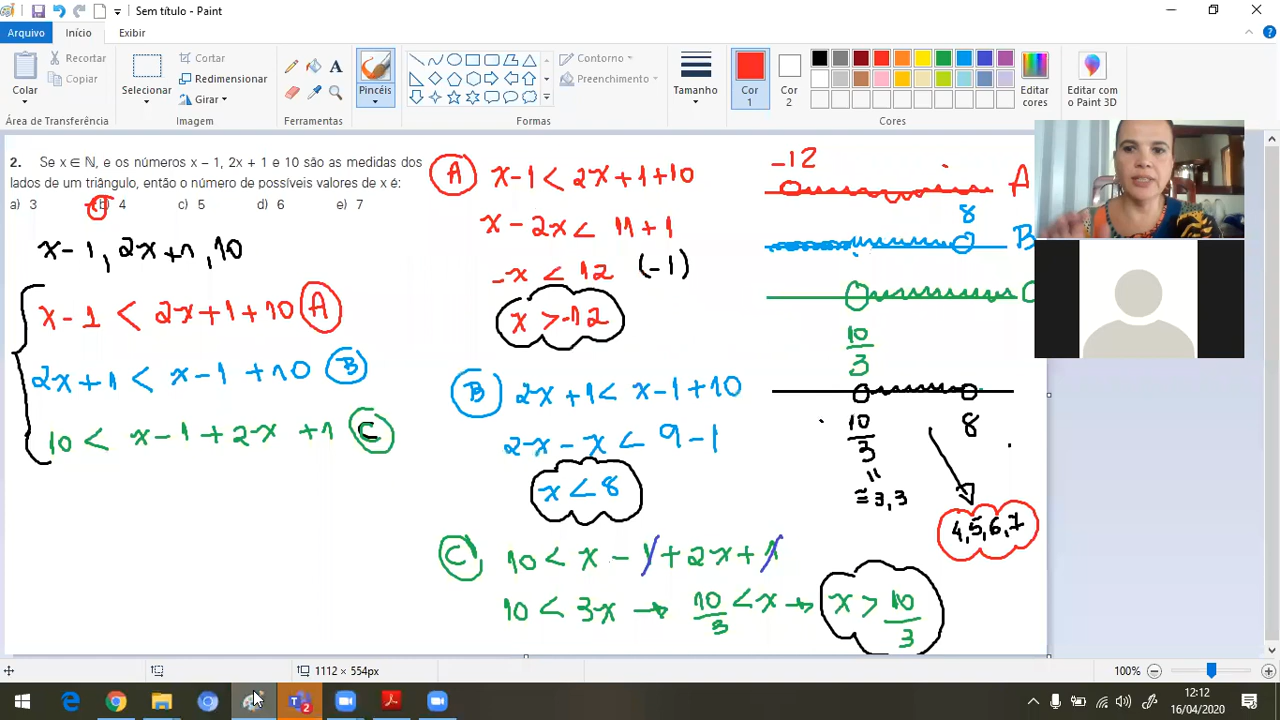 Sem título - Paint
Arquivo Início Exibir
Colar
Recortar
Copiar
Área de Transferência
Selecionar
Cortar
Redimensionar
Girar
Imagem
A
Ferramentas
Pincéis
Contorno
Preenchimento
Formas
Tamanho
Cor 1
Cor 2
Editar cores
Cores
Editar com o Paint 3D
2. Se x ∈ ℕ, e os números x – 1, 2x + 1 e 10 são as medidas dos
lados de um triângulo, então o número de possíveis valores de x é:
a) 3 b) 4 c) 5 d) 6 e) 7
x-1, 2x+1, 10
x-1 < 2x+1+10 A
2x+1 < x-1+10 B
10 < x-1+2x+1 C
A x-1 < 2x+1+10
x-2x < 11+1
-x < 12 (-1)
x > -12
B 2x+1 < x-1+10
2x-x < 9-1
x < 8
C 10 < x-1+2x+1
10 < 3x → 10/3 < x → x > 10/3
-12 A
8 B
10/3
10/3 8
=
≅ 3,3
4,5,6,7
1112 × 554px
100%
12:12
16/04/2020